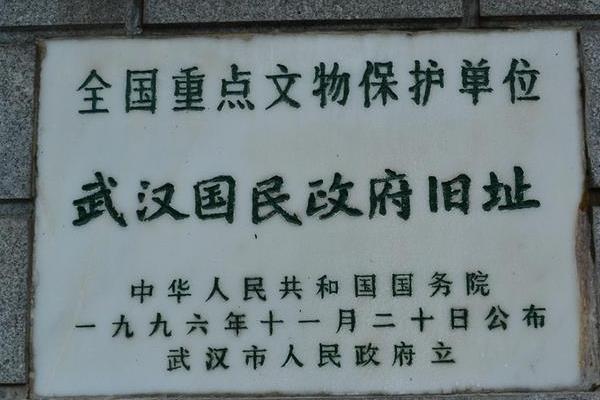 全国重点文物保护单位
武汉国民政府旧址
中华人民共和国国务院
一九九六年十一月二十日公布
武汉市人民政府立